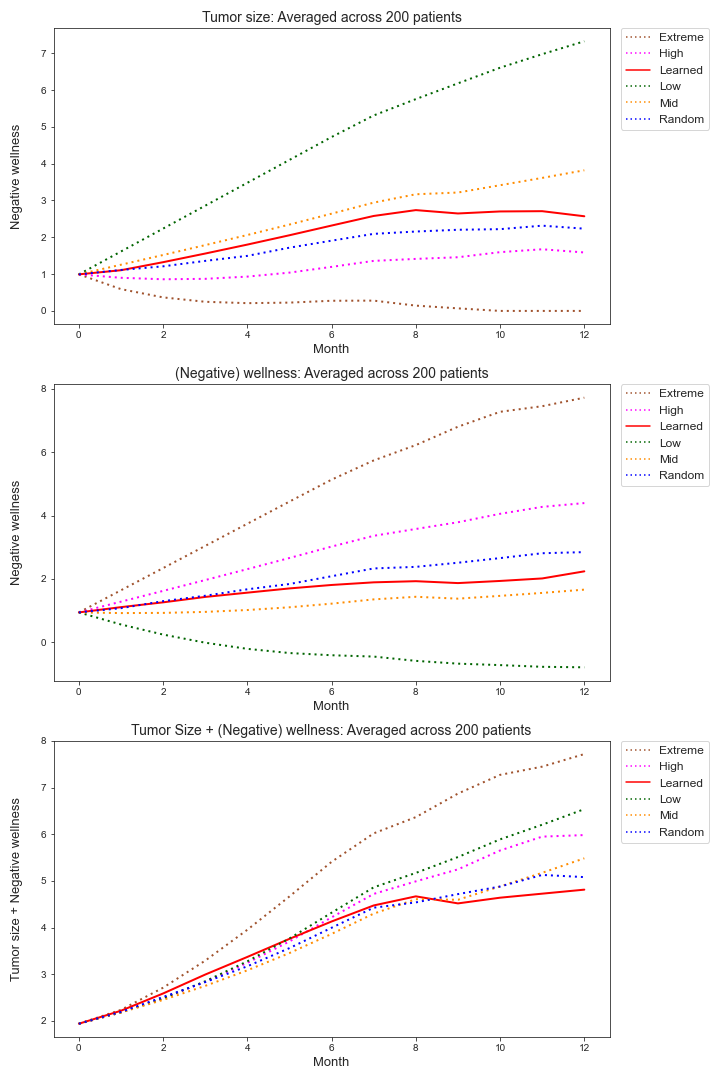 Tumor size: Averaged across 200 patients
Negative wellness
7
6
5
4
3
2
1
0
0 2 4 6 8 10 12
Month
Extreme
High
Learned
Low
Mid
Random
(Negative) wellness: Averaged across 200 patients
Negative wellness
8
6
4
2
0
0 2 4 6 8 10 12
Month
Extreme
High
Learned
Low
Mid
Random
Tumor Size + (Negative) wellness: Averaged across 200 patients
Tumor size + Negative wellness
8
7
6
5
4
3
2
0 2 4 6 8 10 12
Month
Extreme
High
Learned
Low
Mid
Random